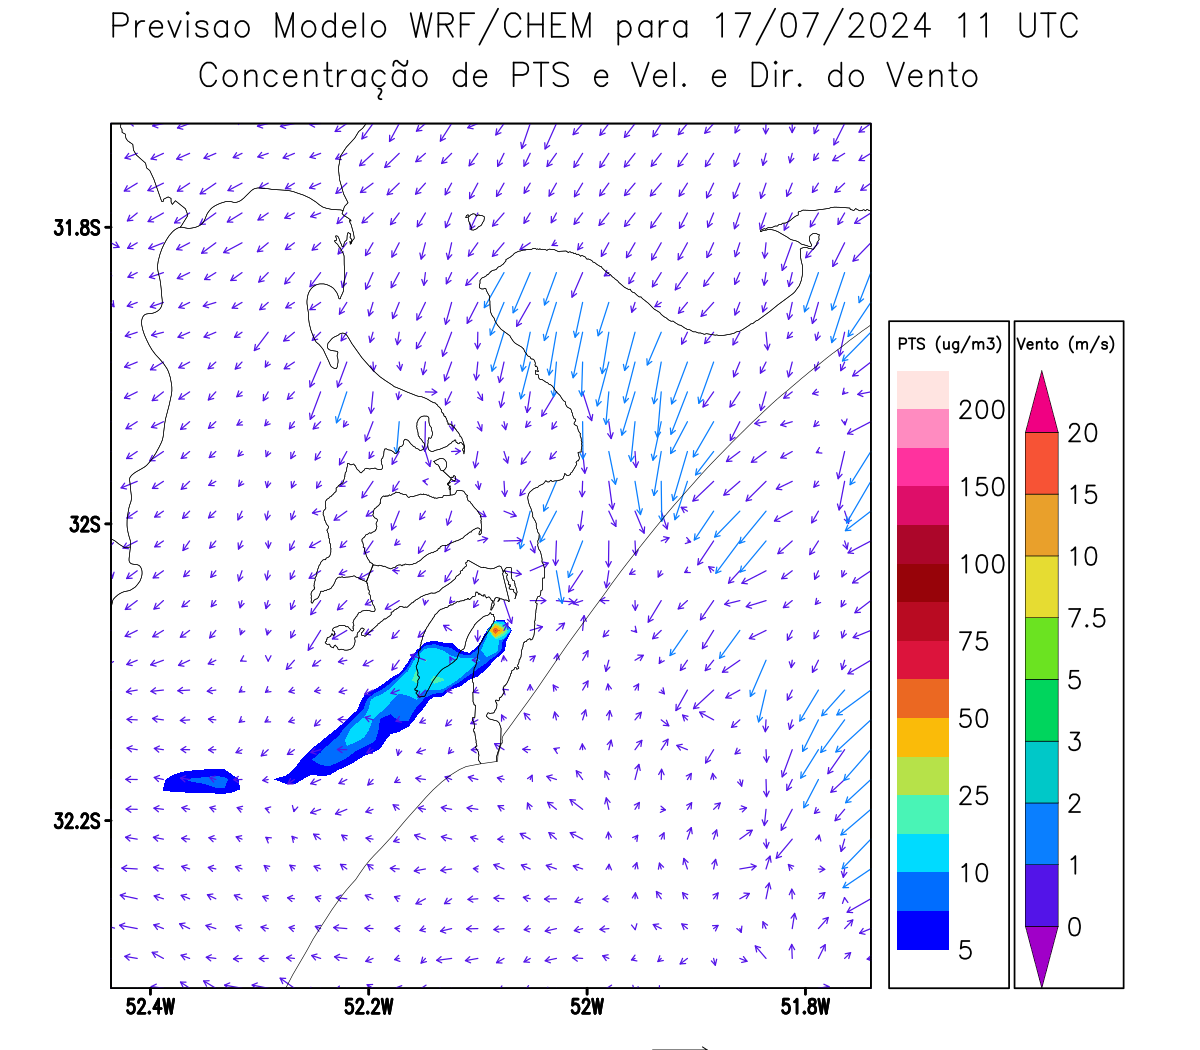 Previsao Modelo WRF/CHEM para 17/07/2024 11 UTC
Concentração de PTS e Vel. e Dir. do Vento
31.8S
32S
32.2S
52.4W 52.2W 52W 51.8W
PTS (ug/m3)
200
150
100
75
50
25
10
5
Vento (m/s)
20
15
10
7.5
5
3
2
1
0